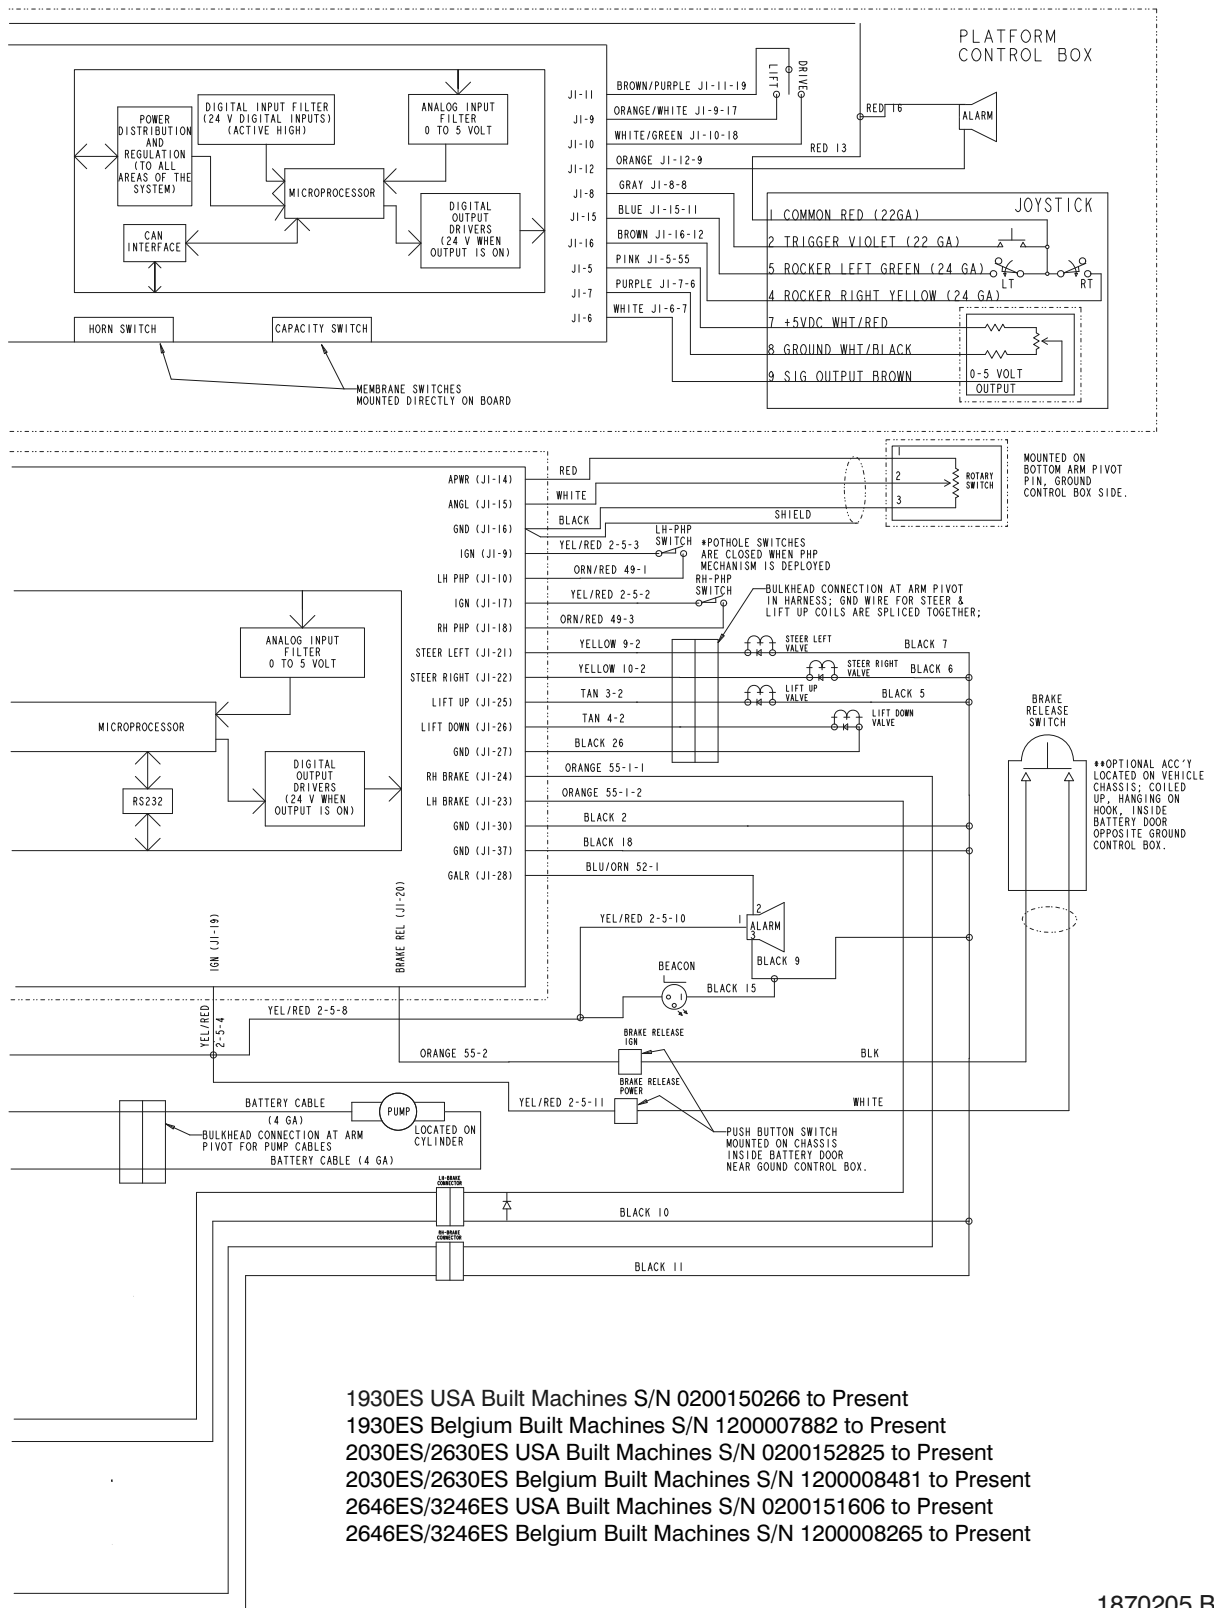 PLATFORM
CONTROL BOX
POWER
DISTRIBUTION
AND
REGULATION
(TO ALL
AREAS OF THE
SYSTEM)
DIGITAL INPUT FILTER
(24 V DIGITAL INPUTS)
(ACTIVE HIGH)
ANALOG INPUT
FILTER
0 TO 5 VOLT
MICROPROCESSOR
CAN
INTERFACE
DIGITAL
OUTPUT
DRIVERS
(24 V WHEN
OUTPUT IS ON)
HORN SWITCH
CAPACITY SWITCH
MEMBRANE SWITCHES
MOUNTED DIRECTLY ON BOARD
J1-11
J1-9
J1-10
J1-12
J1-8
J1-15
J1-16
J1-5
J1-7
J1-6
BROWN/PURPLE J1-11-19
ORANGE/WHITE J1-9-17
WHITE/GREEN J1-10-18
ORANGE J1-12-9
GRAY J1-8-8
BLUE J1-15-11
BROWN J1-16-12
PINK J1-5-55
PURPLE J1-7-6
WHITE J1-6-7
LIFT
DRIVE
RED 16
RED 13
ALARM
JOYSTICK
1 COMMON RED (22GA)
2 TRIGGER VIOLET (22 GA)
5 ROCKER LEFT GREEN (24 GA)
LT
RT
4 ROCKER RIGHT YELLOW (24 GA)
7 +5VDC WHT/RED
8 GROUND WHT/BLACK
9 SIG OUTPUT BROWN
0-5 VOLT
OUTPUT
APWR (J1-14)
ANGL (J1-15)
GND (J1-16)
IGN (J1-9)
LH PHP (J1-10)
IGN (J1-17)
RH PHP (J1-18)
STEER LEFT (J1-21)
STEER RIGHT (J1-22)
LIFT UP (J1-25)
LIFT DOWN (J1-26)
GND (J1-27)
RH BRAKE (J1-24)
LH BRAKE (J1-23)
GND (J1-30)
GND (J1-37)
GALR (J1-28)
RED
WHITE
BLACK
SHIELD
YEL/RED 2-5-3
ORN/RED 49-1
YEL/RED 2-5-2
ORN/RED 49-3
YELLOW 9-2
YELLOW 10-2
TAN 3-2
TAN 4-2
BLACK 26
ORANGE 55-1-1
ORANGE 55-1-2
BLACK 2
BLACK 18
BLU/ORN 52-1
1
2
3
ROTARY
SWITCH
MOUNTED ON
BOTTOM ARM PIVOT
PIN, GROUND
CONTROL BOX SIDE.
LH-PHP
SWITCH
*POTHOLE SWITCHES
ARE CLOSED WHEN PHP
MECHANISM IS DEPLOYED
RH-PHP
SWITCH
BULKHEAD CONNECTION AT ARM PIVOT
IN HARNESS; GND WIRE FOR STEER &
LIFT UP COILS ARE SPLICED TOGETHER;
STEER LEFT
VALVE
BLACK 7
STEER RIGHT
VALVE
BLACK 6
LIFT UP
VALVE
BLACK 5
LIFT DOWN
VALVE
BRAKE
RELEASE
SWITCH
**OPTIONAL ACC'Y
LOCATED ON VEHICLE
CHASSIS; COILED
UP, HANGING ON
HOOK, INSIDE
BATTERY DOOR
OPPOSITE GROUND
CONTROL BOX.
ANALOG INPUT
FILTER
0 TO 5 VOLT
MICROPROCESSOR
RS232
DIGITAL
OUTPUT
DRIVERS
(24 V WHEN
OUTPUT IS ON)
IGN (J1-19)
BRAKE REL (J1-20)
YEL/RED 2-5-10
1
2
ALARM
3
BLACK 9
BEACON
BLACK 15
YEL/RED
2-5-4
YEL/RED 2-5-8
ORANGE 55-2
BRAKE RELEASE
IGN
BLK
BRAKE RELEASE
POWER
YEL/RED 2-5-11
WHITE
BATTERY CABLE
(4 GA)
PUMP
LOCATED ON
CYLINDER
BULKHEAD CONNECTION AT ARM
PIVOT FOR PUMP CABLES
BATTERY CABLE (4 GA)
PUSH BUTTON SWITCH
MOUNTED ON CHASSIS
INSIDE BATTERY DOOR
NEAR GOUND CONTROL BOX.
LH-BRAKE
CONNECTOR
BLACK 10
RH-BRAKE
CONNECTOR
BLACK 11
1930ES USA Built Machines S/N 0200150266 to Present
1930ES Belgium Built Machines S/N 1200007882 to Present
2030ES/2630ES USA Built Machines S/N 0200152825 to Present
2030ES/2630ES Belgium Built Machines S/N 1200008481 to Present
2646ES/3246ES USA Built Machines S/N 0200151606 to Present
2646ES/3246ES Belgium Built Machines S/N 1200008265 to Present
1870205 B